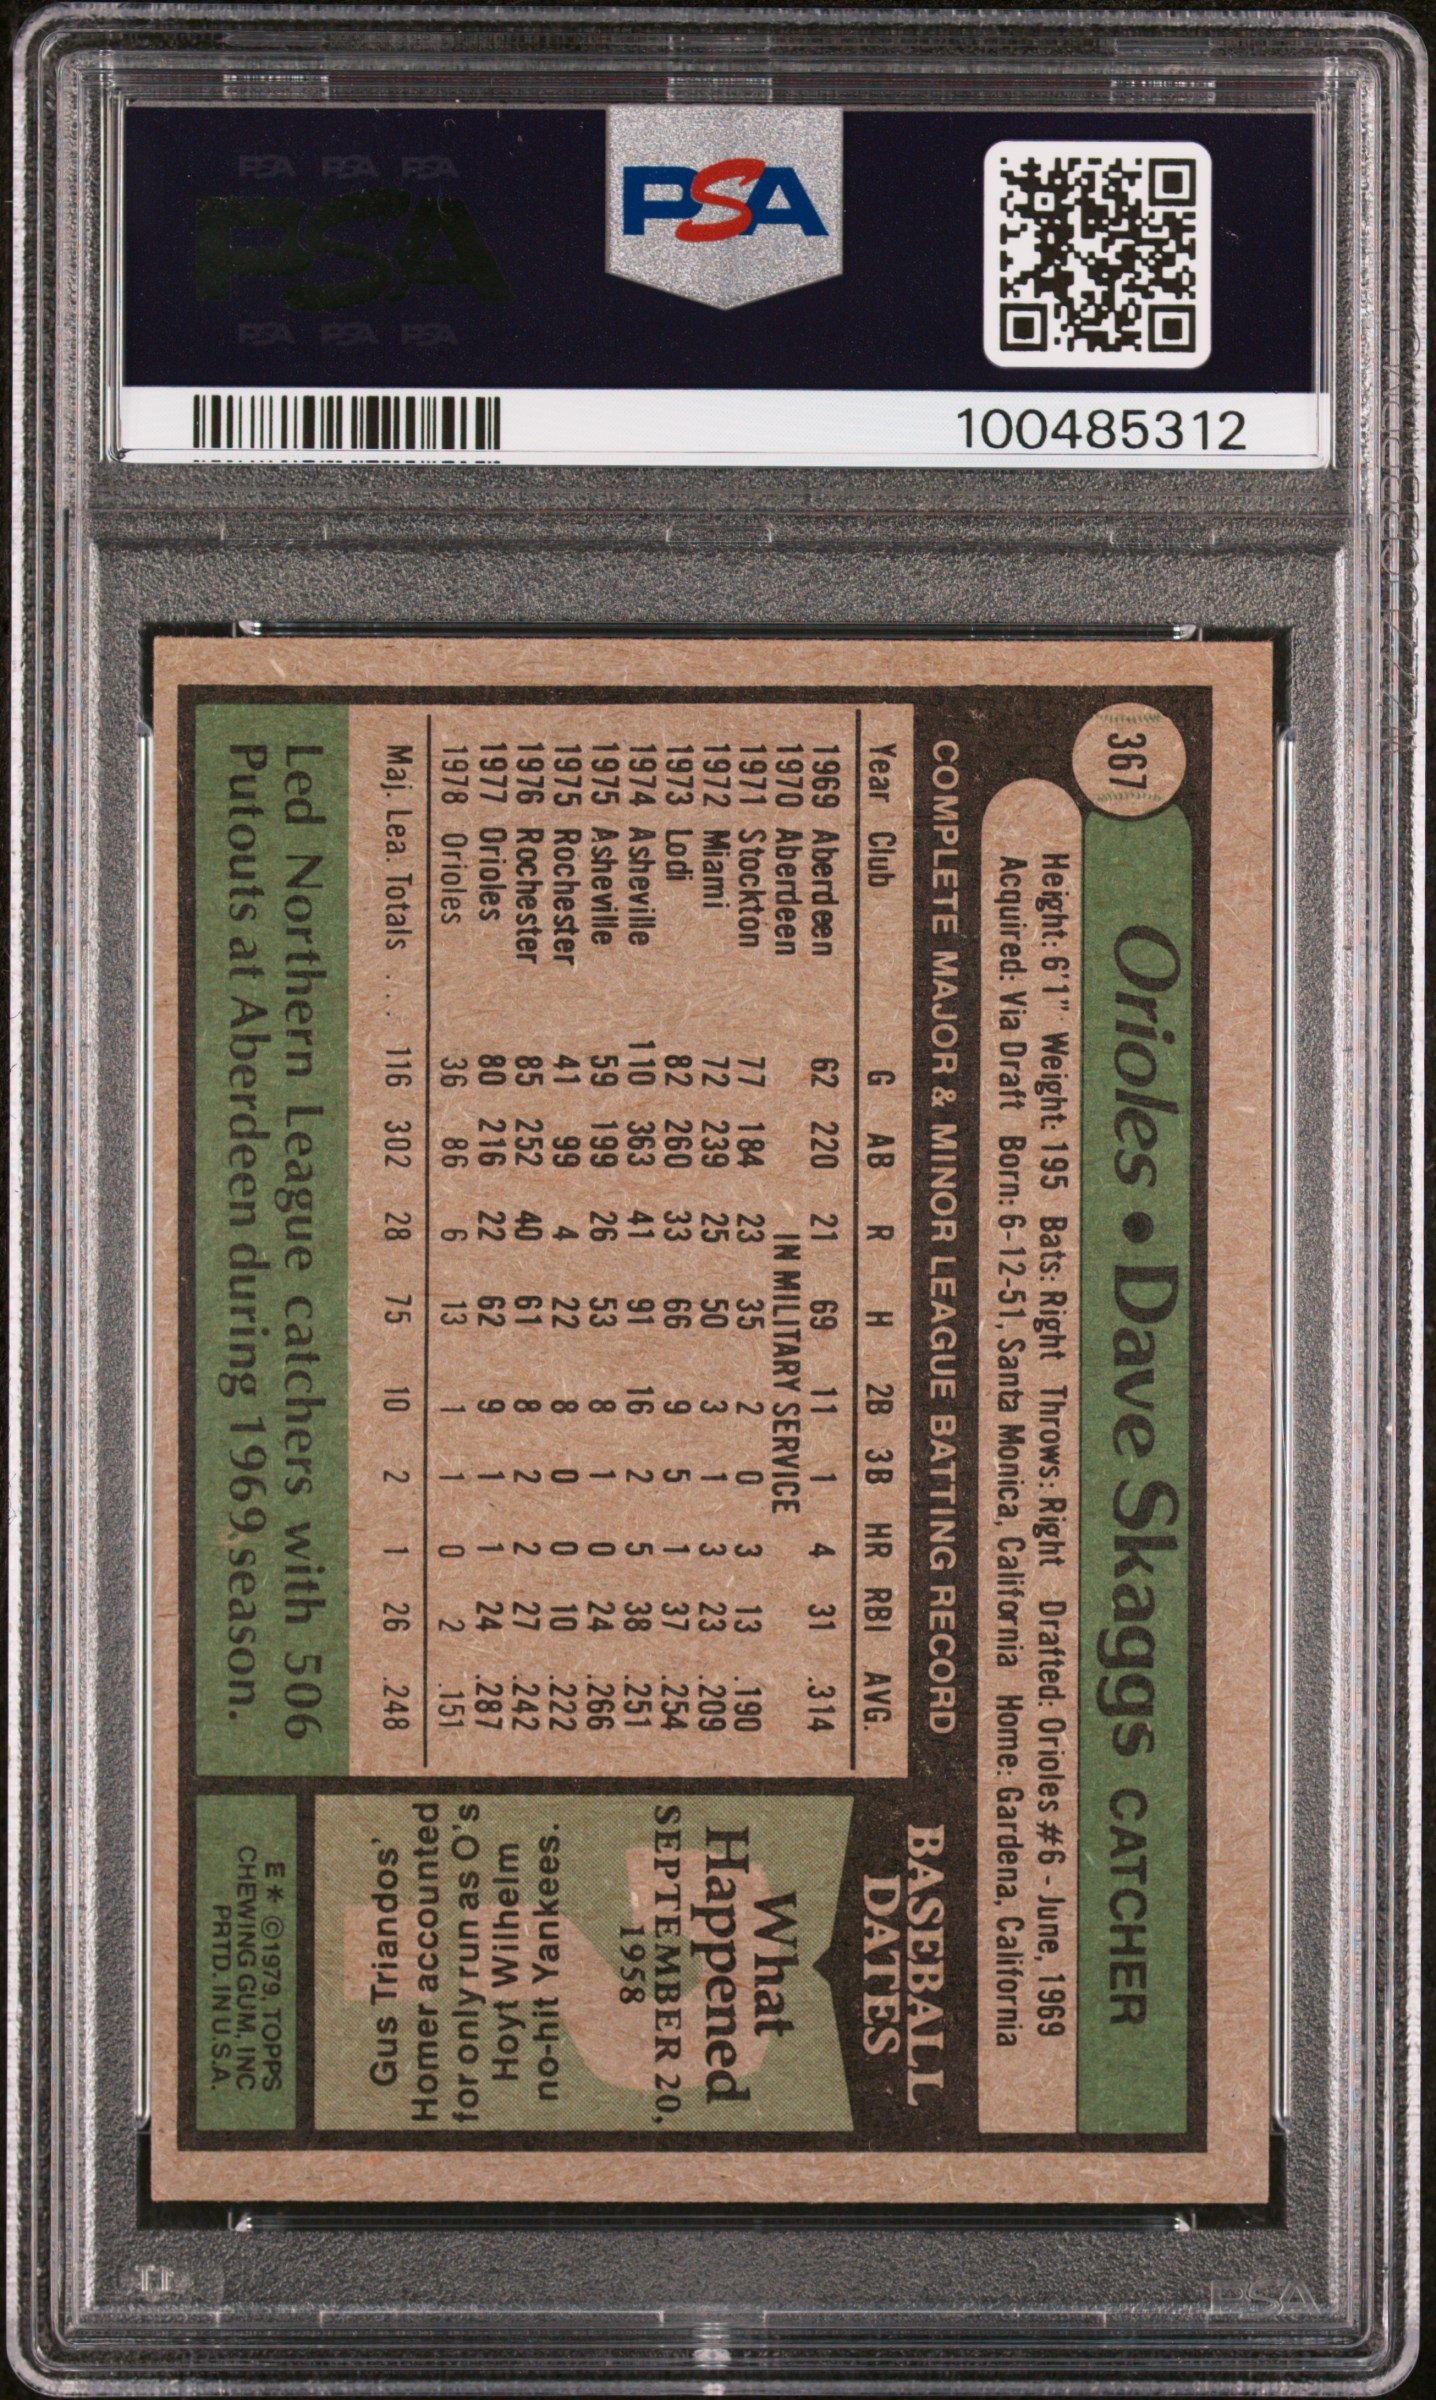 PSA PSA PSA
PSA
PSA PSA PSA
PSA
100485312
367
Orioles • Dave Skaggs CATCHER
Height: 6'1" Weight: 195 Bats: Right Throws: Right Drafted: Orioles #6 - June, 1969
Acquired: Via Draft Born: 6-12-51, Santa Monica, California Home: Gardena, California
COMPLETE MAJOR & MINOR LEAGUE BATTING RECORD
Year Club G AB R H 2B 3B HR RBI AVG.
1969 Aberdeen 62 220 21 69 11 1 4 31 .314
1970 Aberdeen IN MILITARY SERVICE
1971 Stockton 77 184 23 35 2 0 3 13 .190
1972 Miami 72 239 25 50 3 1 3 23 .209
1973 Lodi 82 260 33 66 9 5 1 37 .254
1974 Asheville 110 363 41 91 16 2 5 38 .251
1975 Asheville 59 199 26 53 8 1 0 24 .266
1975 Rochester 41 99 4 22 8 0 0 10 .222
1976 Rochester 85 252 40 61 8 2 2 27 .242
1977 Orioles 80 216 22 62 9 1 1 24 .287
1978 Orioles 36 86 6 13 1 1 0 2 .151
Maj. Lea. Totals . . . 116 302 28 75 10 2 1 26 .248
Led Northern League catchers with 506
Putouts at Aberdeen during 1969 season.
BASEBALL
DATES
What
Happened
SEPTEMBER 20,
1958
Gus Triandos'
Homer accounted
for only run as O's
Hoyt Wilhelm
no-hit Yankees.
E * ©1979, TOPPS
CHEWING GUM, INC
PRTD. IN U.S.A.
PSA